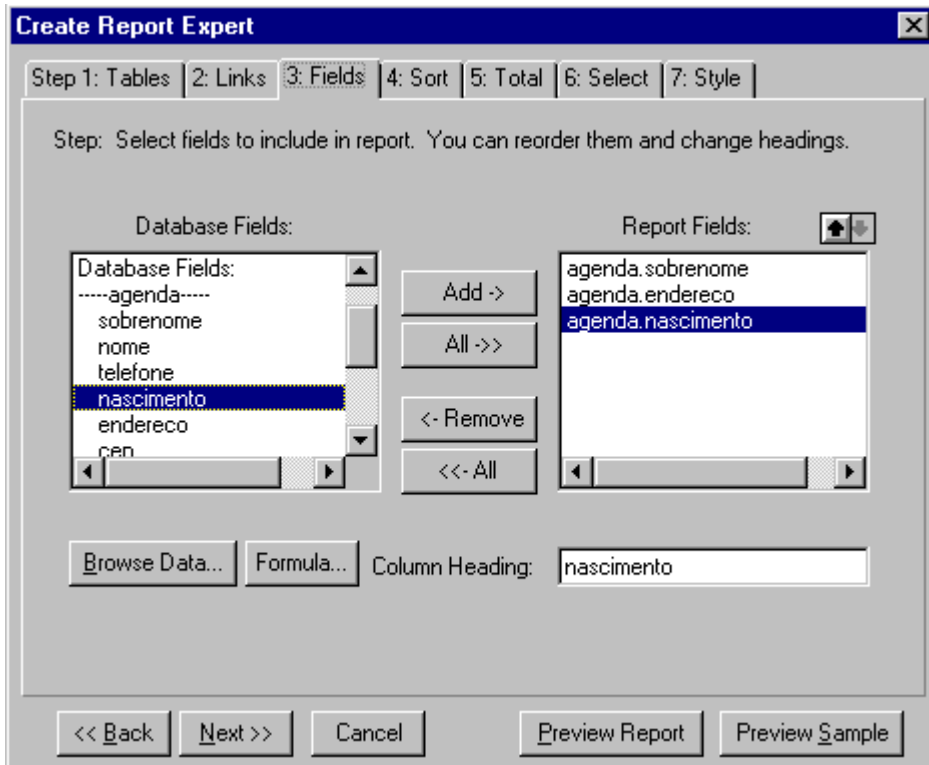 Create Report Expert
Step 1: Tables 2: Links 3: Fields 4: Sort 5: Total 6: Select 7: Style
Step: Select fields to include in report. You can reorder them and change headings.
Database Fields:
Report Fields:
Database Fields:
-----agenda-----
sobrenome
nome
telefone
nascimento
endereco
cep
Add ->
All ->>
<- Remove
<<- All
agenda.sobrenome
agenda.endereco
agenda.nascimento
Browse Data... Formula... Column Heading: nascimento
<< Back Next >> Cancel Preview Report Preview Sample